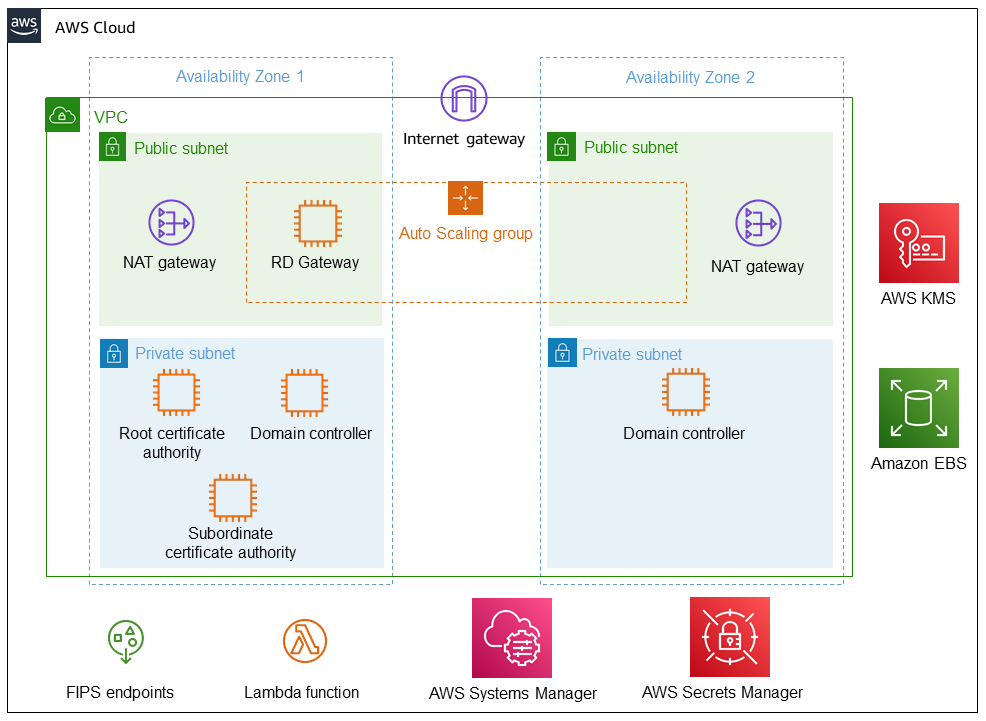 aws
AWS Cloud
Availability Zone 1
Availability Zone 2
VPC
Internet gateway
Public subnet
Public subnet
Auto Scaling group
NAT gateway
RD Gateway
NAT gateway
AWS KMS
Private subnet
Private subnet
Root certificate
authority
Domain controller
Domain controller
Amazon EBS
Subordinate
certificate authority
FIPS endpoints
Lambda function
AWS Systems Manager
AWS Secrets Manager